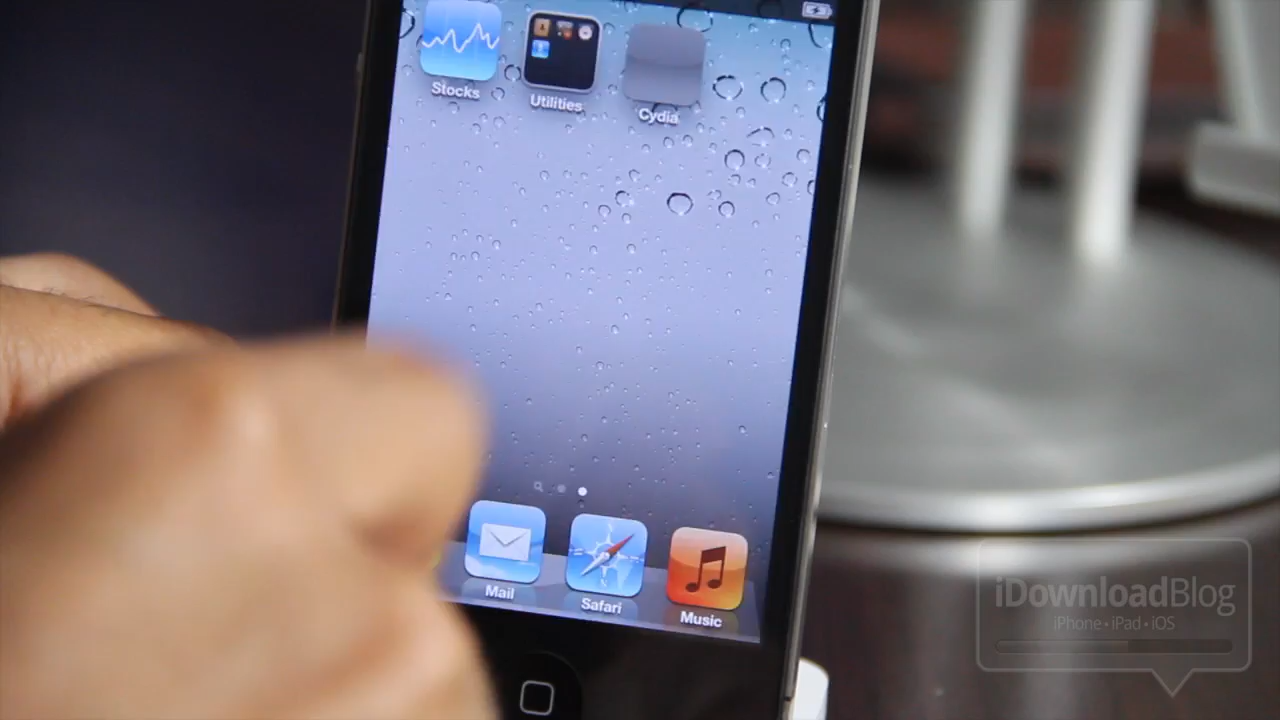 Stocks
Utilities
Cydia
Mail
Safari
Music
iDownloadBlog
iPhone • iPad • iOS